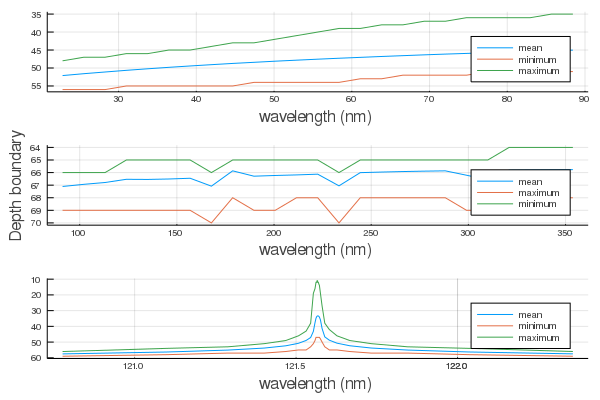 35
40
45
50
55
30 40 50 60 70 80 90
wavelength (nm)
mean
minimum
maximum
Depth boundary
64
65
66
67
68
69
70
100 150 200 250 300 350
wavelength (nm)
mean
maximum
minimum
10
20
30
40
50
60
121.0 121.5 122.0
wavelength (nm)
mean
minimum
maximum